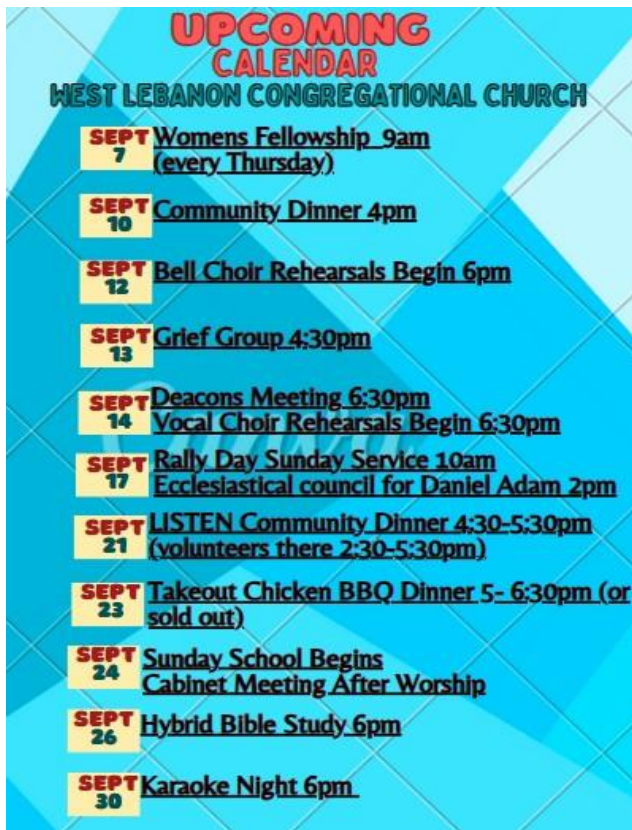 UPCOMING
CALENDAR
WEST LEBANON CONGREGATIONAL CHURCH
SEPT 7 Womens Fellowship 9am
(every Thursday)
SEPT 10 Community Dinner 4pm
SEPT 12 Bell Choir Rehearsals Begin 6pm
SEPT 13 Grief Group 4:30pm
SEPT 14 Deacons Meeting 6:30pm
Vocal Choir Rehearsals Begin 6:30pm
SEPT 17 Rally Day Sunday Service 10am
Ecclesiastical council for Daniel Adam 2pm
SEPT 21 LISTEN Community Dinner 4:30-5:30pm
(volunteers there 2:30-5:30pm)
SEPT 23 Takeout Chicken BBQ Dinner 5- 6:30pm (or
sold out)
SEPT 24 Sunday School Begins
Cabinet Meeting After Worship
SEPT 26 Hybrid Bible Study 6pm
SEPT 30 Karaoke Night 6pm
Canva